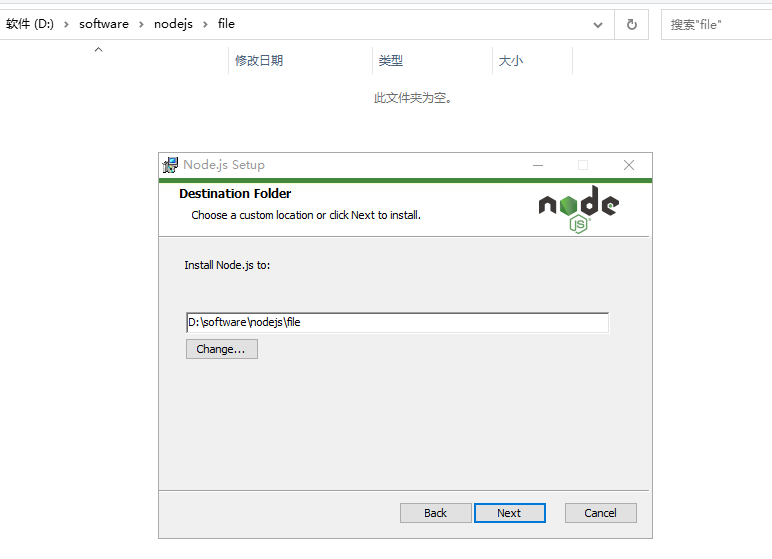 软件 (D:) › software › nodejs › file
搜索"file"
修改日期 类型 大小
此文件夹为空。
Node.js Setup
Destination Folder
Choose a custom location or click Next to install.
node
JS
Install Node.js to:
D:\software\nodejs\file
Change...
Back Next Cancel